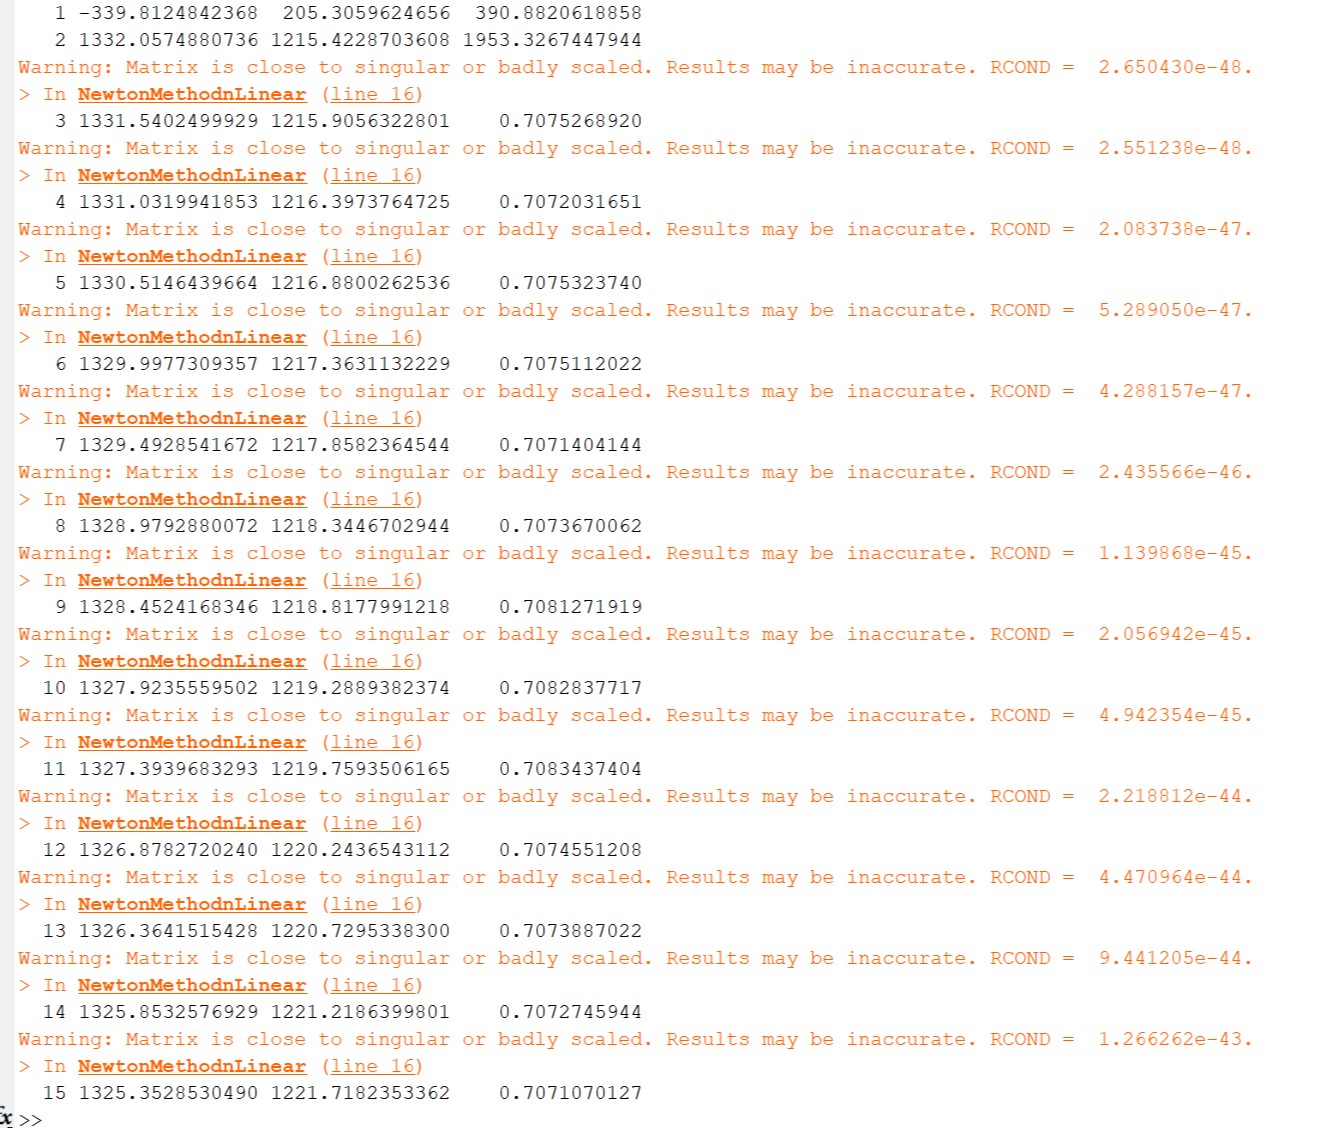 1 -339.8124842368  205.3059624656  390.8820618858
2 1332.0574880736 1215.4228703608 1953.3267447944
Warning: Matrix is close to singular or badly scaled. Results may be inaccurate. RCOND =  2.650430e-48.
> In NewtonMethodnLinear (line 16)
3 1331.5402499929 1215.9056322801    0.7075268920
Warning: Matrix is close to singular or badly scaled. Results may be inaccurate. RCOND =  2.551238e-48.
> In NewtonMethodnLinear (line 16)
4 1331.0319941853 1216.3973764725    0.7072031651
Warning: Matrix is close to singular or badly scaled. Results may be inaccurate. RCOND =  2.083738e-47.
> In NewtonMethodnLinear (line 16)
5 1330.5146439664 1216.8800262536    0.7075323740
Warning: Matrix is close to singular or badly scaled. Results may be inaccurate. RCOND =  5.289050e-47.
> In NewtonMethodnLinear (line 16)
6 1329.9977309357 1217.3631132229    0.7075112022
Warning: Matrix is close to singular or badly scaled. Results may be inaccurate. RCOND =  4.288157e-47.
> In NewtonMethodnLinear (line 16)
7 1329.4928541672 1217.8582364544    0.7071404144
Warning: Matrix is close to singular or badly scaled. Results may be inaccurate. RCOND =  2.435566e-46.
> In NewtonMethodnLinear (line 16)
8 1328.9792880072 1218.3446702944    0.7073670062
Warning: Matrix is close to singular or badly scaled. Results may be inaccurate. RCOND =  1.139868e-45.
> In NewtonMethodnLinear (line 16)
9 1328.4524168346 1218.8177991218    0.7081271919
Warning: Matrix is close to singular or badly scaled. Results may be inaccurate. RCOND =  2.056942e-45.
> In NewtonMethodnLinear (line 16)
10 1327.9235559502 1219.2889382374    0.7082837717
Warning: Matrix is close to singular or badly scaled. Results may be inaccurate. RCOND =  4.942354e-45.
> In NewtonMethodnLinear (line 16)
11 1327.3939683293 1219.7593506165    0.7083437404
Warning: Matrix is close to singular or badly scaled. Results may be inaccurate. RCOND =  2.218812e-44.
> In NewtonMethodnLinear (line 16)
12 1326.8782720240 1220.2436543112    0.7074551208
Warning: Matrix is close to singular or badly scaled. Results may be inaccurate. RCOND =  4.470964e-44.
> In NewtonMethodnLinear (line 16)
13 1326.3641515428 1220.7295338300    0.7073887022
Warning: Matrix is close to singular or badly scaled. Results may be inaccurate. RCOND =  9.441205e-44.
> In NewtonMethodnLinear (line 16)
14 1325.8532576929 1221.2186399801    0.7072745944
Warning: Matrix is close to singular or badly scaled. Results may be inaccurate. RCOND =  1.266262e-43.
> In NewtonMethodnLinear (line 16)
15 1325.3528530490 1221.7182353362    0.7071070127
fx >>